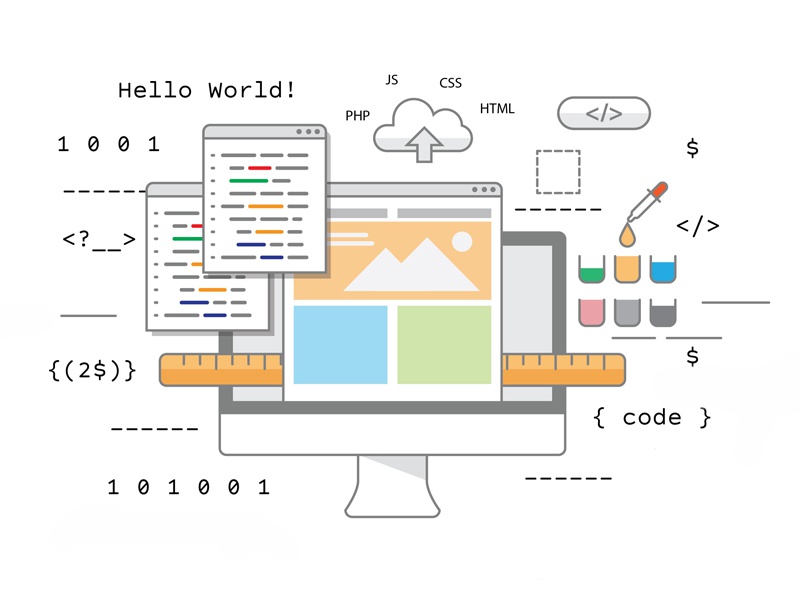 Hello World!
JS
CSS
PHP
HTML
</>
1 0 0 1
$
<?__>
</>
{(2$)}
$
{ code }
1 0 1 0 0 1